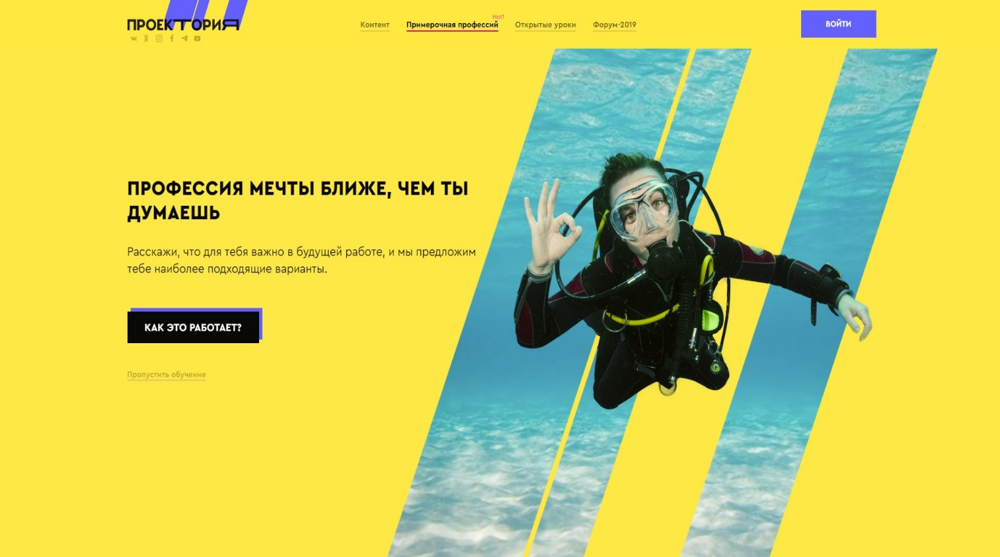 ПРОЕКТОРИЯ
Контент
Примерочная профессий
Hot!
Открытые уроки
Форум-2019
ВОЙТИ
ПРОФЕССИЯ МЕЧТЫ БЛИЖЕ, ЧЕМ ТЫ
ДУМАЕШЬ
Расскажи, что для тебя важно в будущей работе, и мы предложим
тебе наиболее подходящие варианты.
КАК ЭТО РАБОТАЕТ?
Пропустить обучение